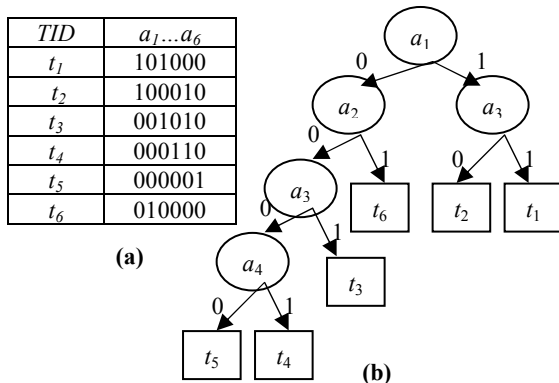 TID a₁...a₆
t₁ 101000
t₂ 100010
t₃ 001010
t₄ 000110
t₅ 000001
t₆ 010000
(a)
a₁
0 1
a₂ a₃
0 1 0 1
a₃ t₆ t₂ t₁
0 1
a₄ t₃
0 1
t₅ t₄
(b)